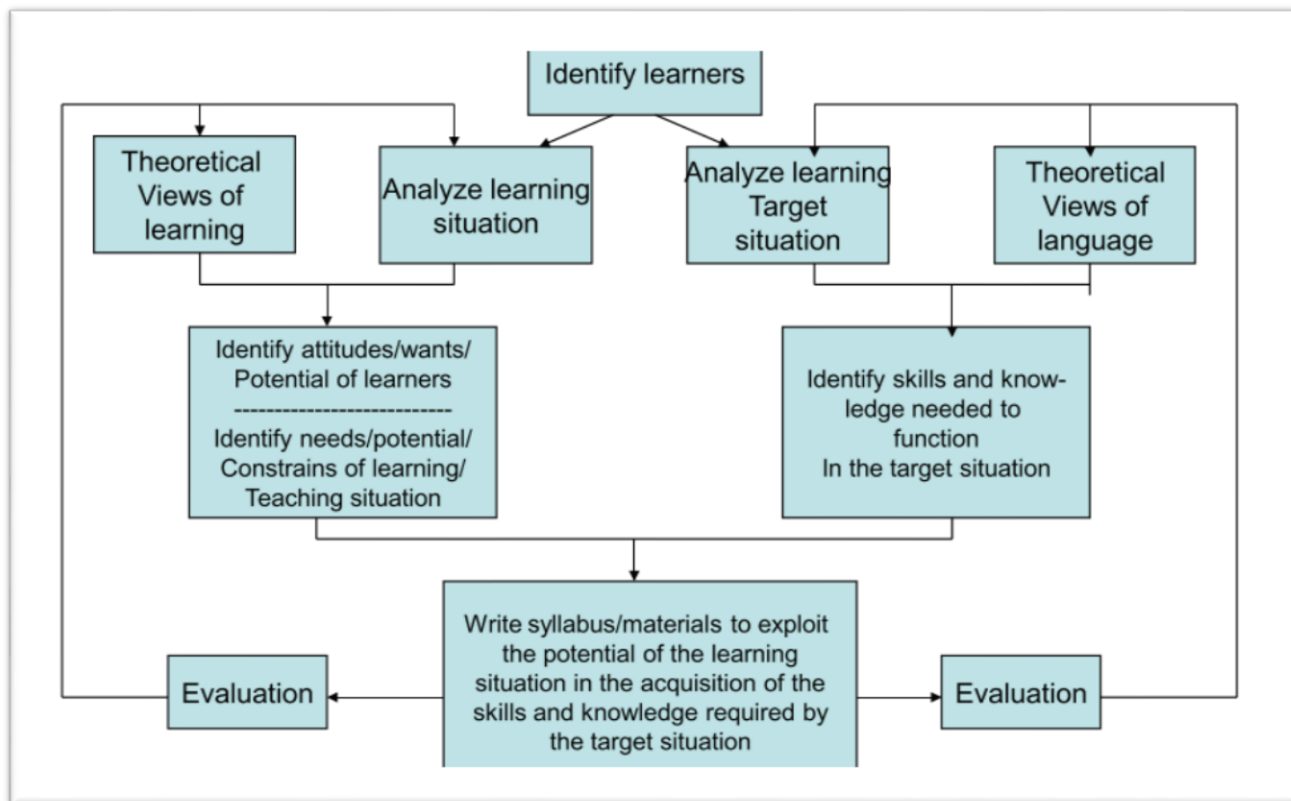 Identify learners
Theoretical
Views of
learning
Analyze learning
situation
Analyze learning
Target
situation
Theoretical
Views of
language
Identify attitudes/wants/
Potential of learners
---------------------------
Identify needs/potential/
Constrains of learning/
Teaching situation
Identify skills and know-
ledge needed to
function
In the target situation
Write syllabus/materials to exploit
the potential of the learning
situation in the acquisition of the
skills and knowledge required by
the target situation
Evaluation
Evaluation